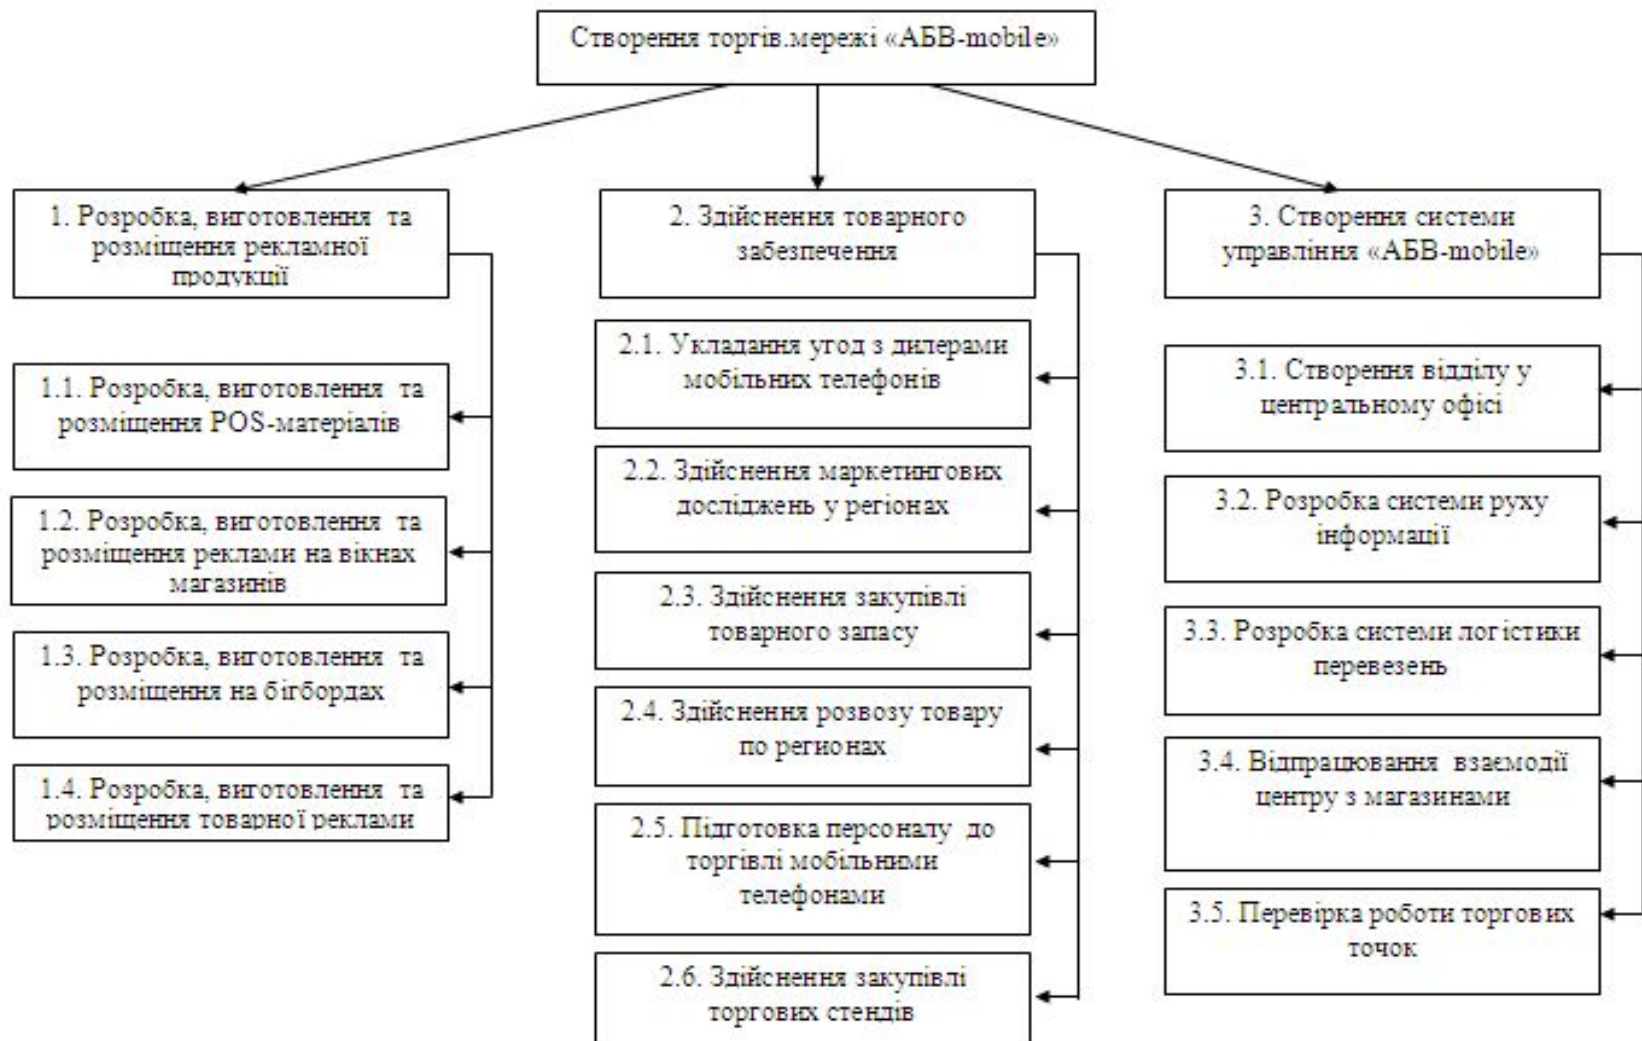 Створення торгів.мережі «АБВ-mobile»
1. Розробка, виготовлення та
розміщення рекламної
продукції
1.1. Розробка, виготовлення та
розміщення POS-матеріалів
1.2. Розробка, виготовлення та
розміщення реклами на вікнах
магазинів
1.3. Розробка, виготовлення та
розміщення на бігбордах
1.4. Розробка, виготовлення та
розміщення товарної реклами
2. Здійснення товарного
забезпечення
2.1. Укладання угод з дилерами
мобільних телефонів
2.2. Здійснення маркетингових
досліджень у регіонах
2.3. Здійснення закупівлі
товарного запасу
2.4. Здійснення розвозу товару
по регионах
2.5. Підготовка персоналу до
торгівлі мобільними
телефонами
2.6. Здійснення закупівлі
торгових стендів
3. Створення системи
управління «АБВ-mobile»
3.1. Створення відділу у
центральному офісі
3.2. Розробка системи руху
інформації
3.3. Розробка системи логістики
перевезень
3.4. Відпрацювання взаємодії
центру з магазинами
3.5. Перевірка роботи торгових
точок